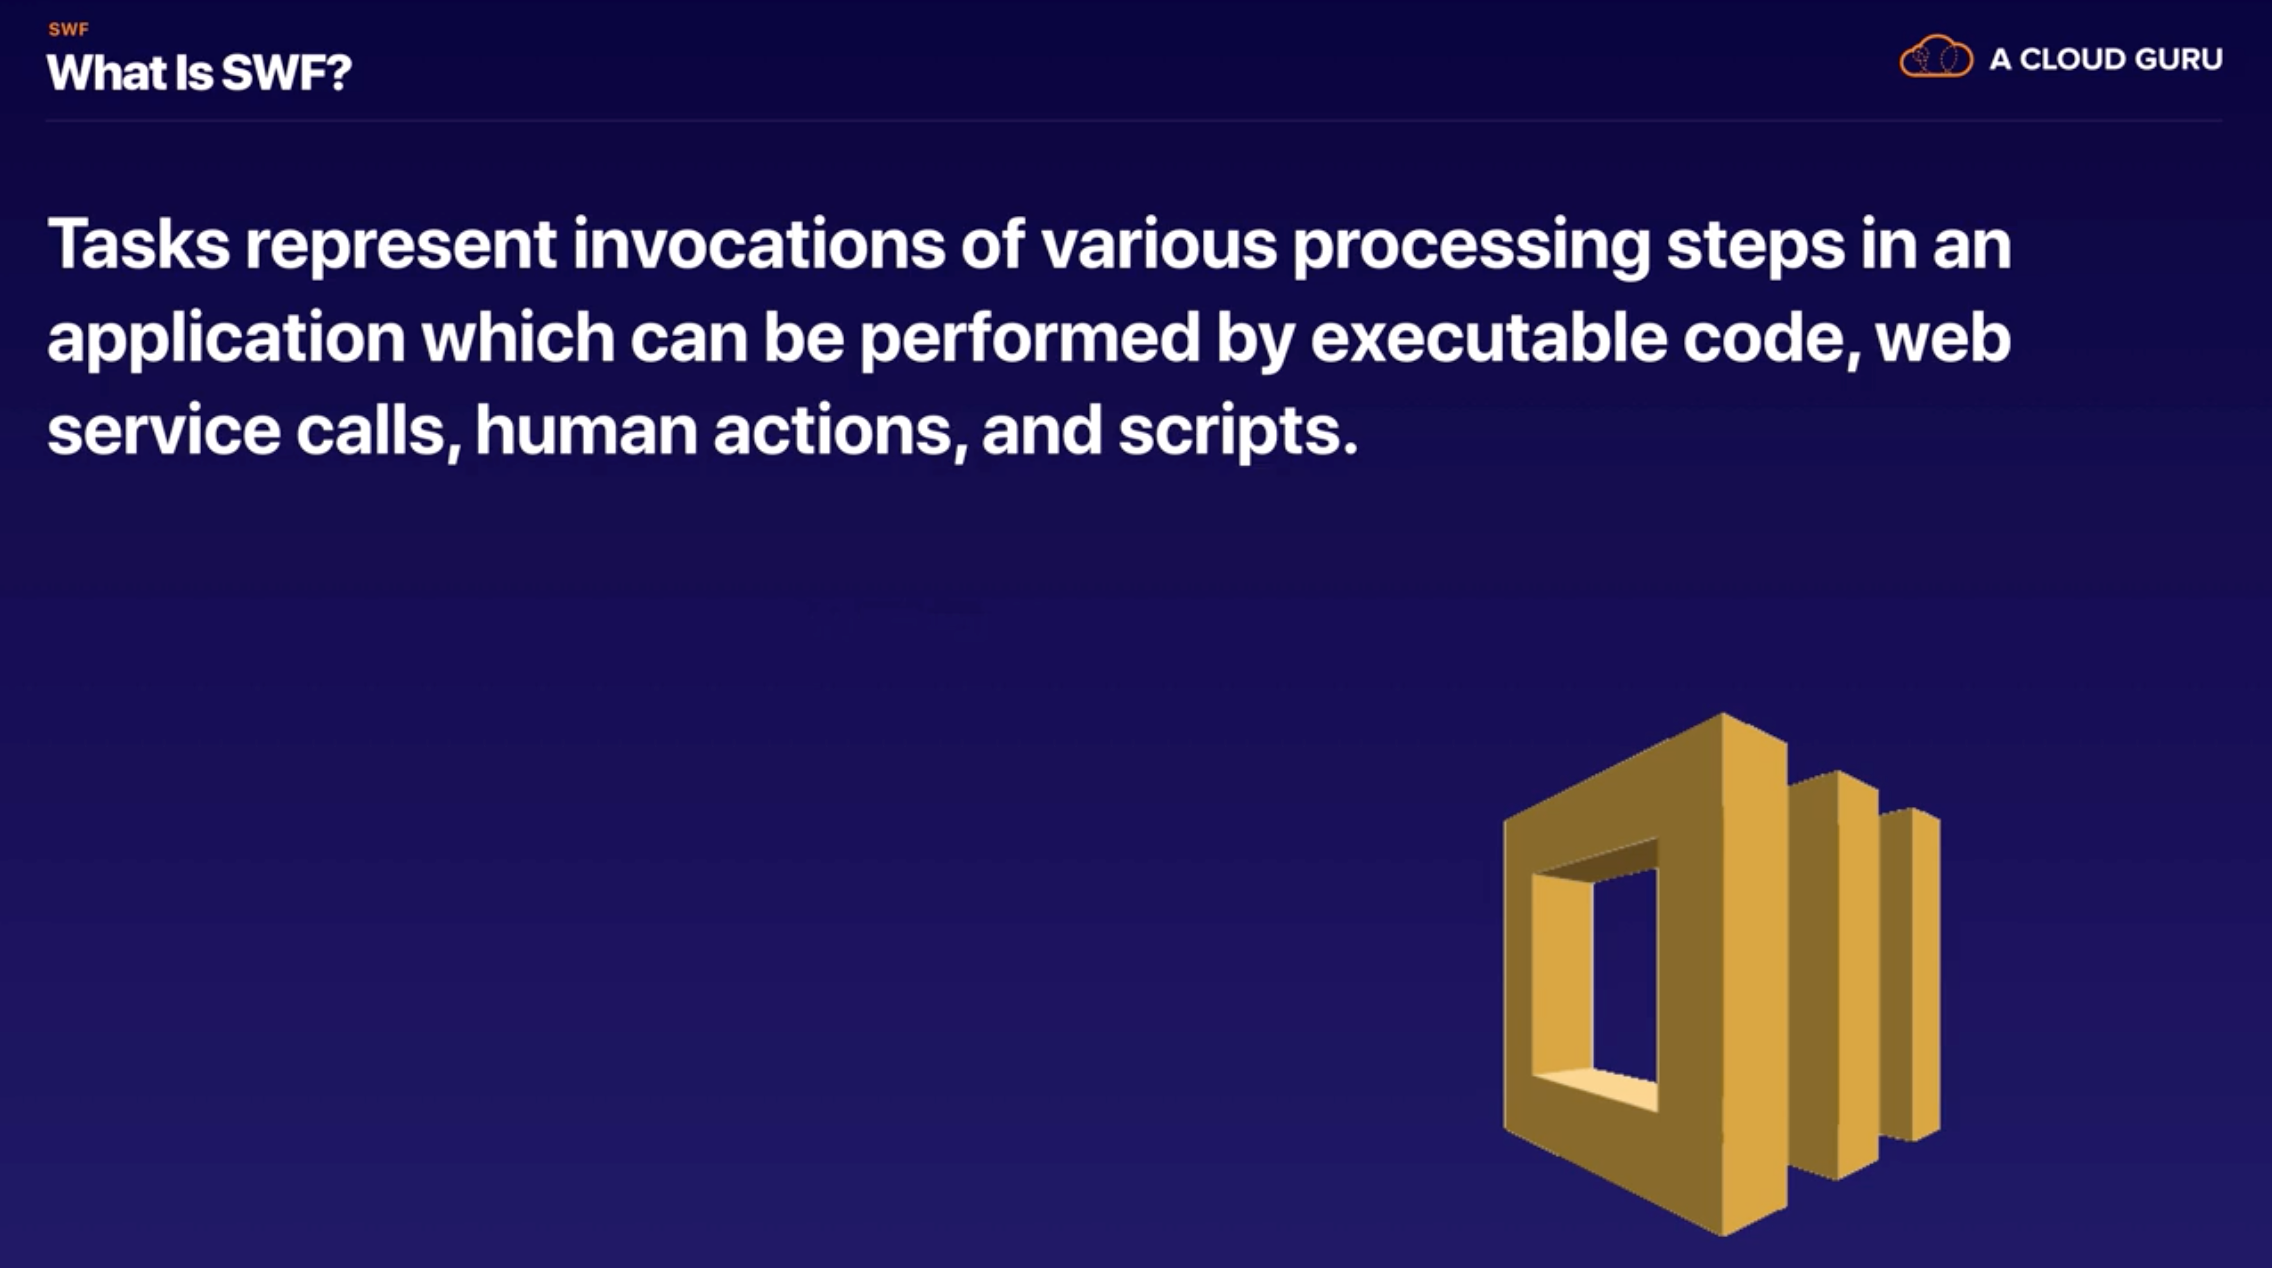 SWF
What Is SWF?
A CLOUD GURU
Tasks represent invocations of various processing steps in an
application which can be performed by executable code, web
service calls, human actions, and scripts.